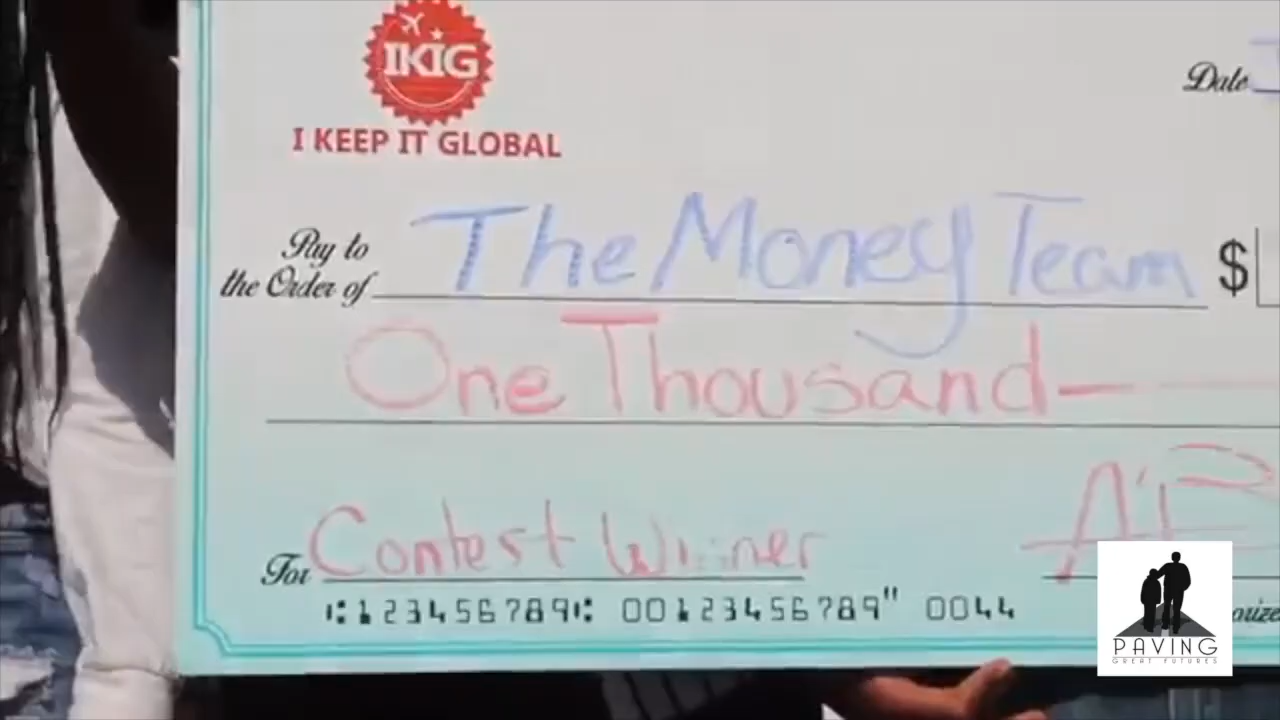 IKIG
I KEEP IT GLOBAL
Date
Pay to
the Order of The Money Team $
One Thousand
For Contest Winner
⑆123456789⑆ 00123456789⑈ 0044
PAVING
GREAT FUTURES